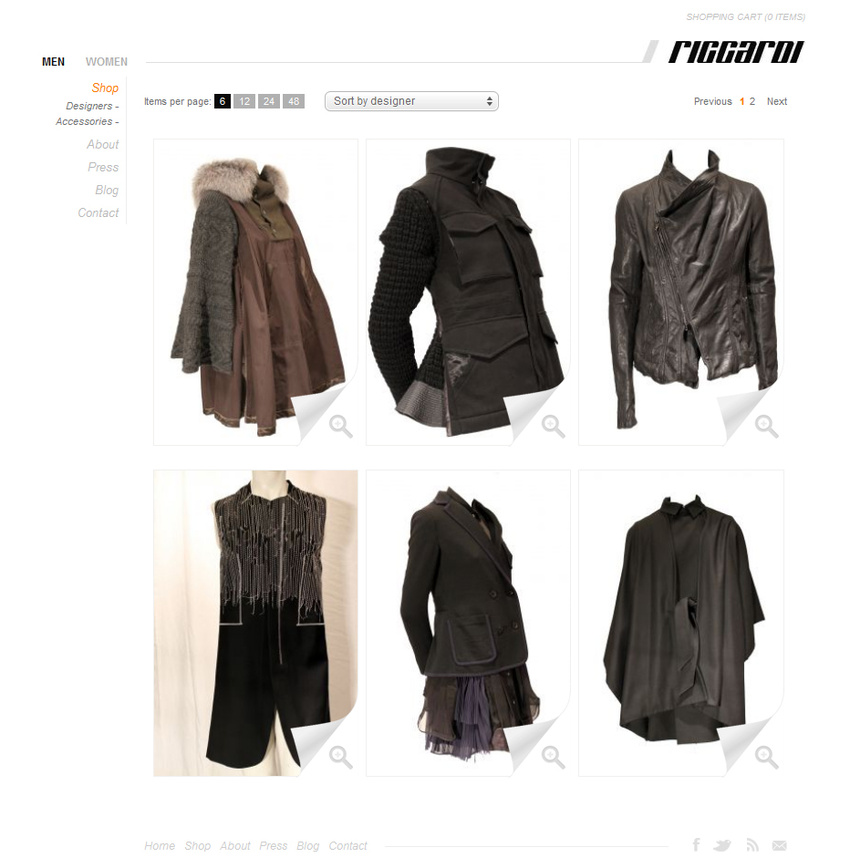 SHOPPING CART (0 ITEMS)
MEN WOMEN
RICCARDI
Shop
Designers -
Accessories -
About
Press
Blog
Contact
Items per page: 6 12 24 48 Sort by designer Previous 1 2 Next
Home Shop About Press Blog Contact